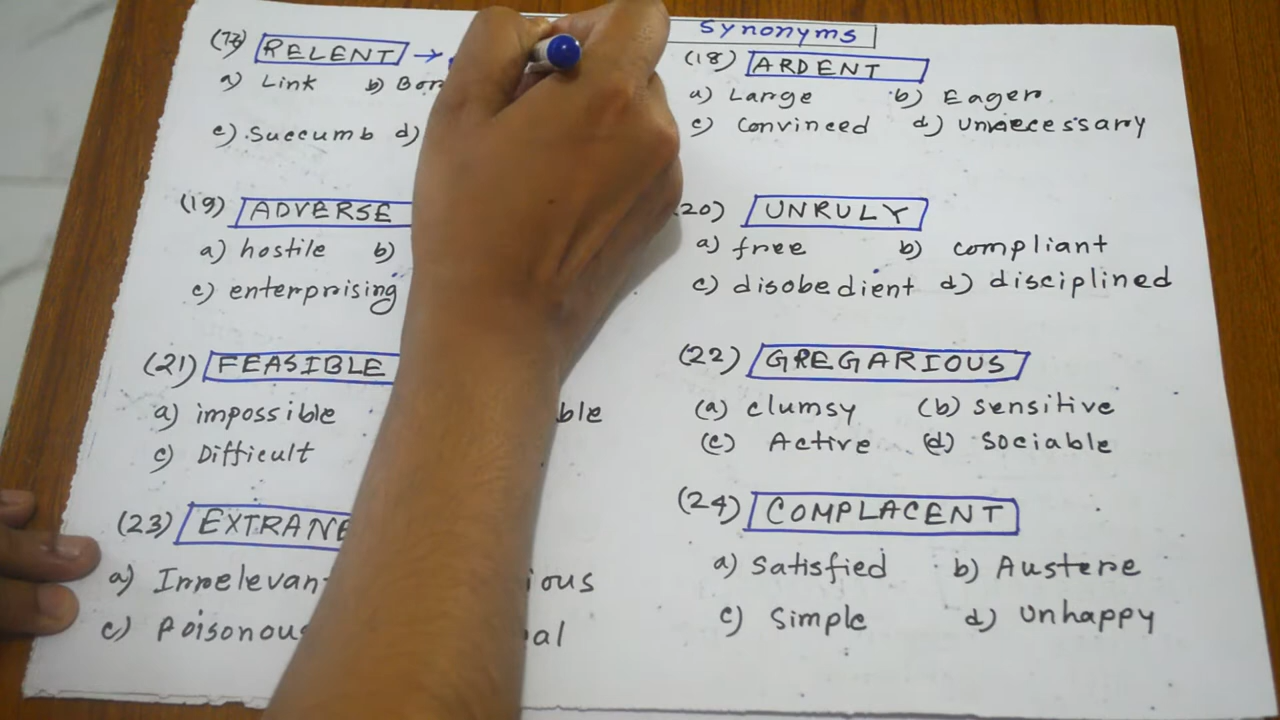 Synonyms
(17) RELENT →
a) Link b) Bor
c) Succumb d)
(18) ARDENT
a) Large b) Eager
c) Convinced d) Unnecessary
(19) ADVERSE
a) hostile b)
c) enterprising
20) UNRULY
a) free b) compliant
c) disobedient d) disciplined
(21) FEASIBLE
a) impossible ble
c) Difficult
(22) GREGARIOUS
(a) clumsy (b) sensitive
(c) Active (d) sociable
(23) EXTRANE
a) Irrelevan ious
c) Poisonous al
(24) COMPLACENT
a) Satisfied b) Austere
c) Simple d) Unhappy